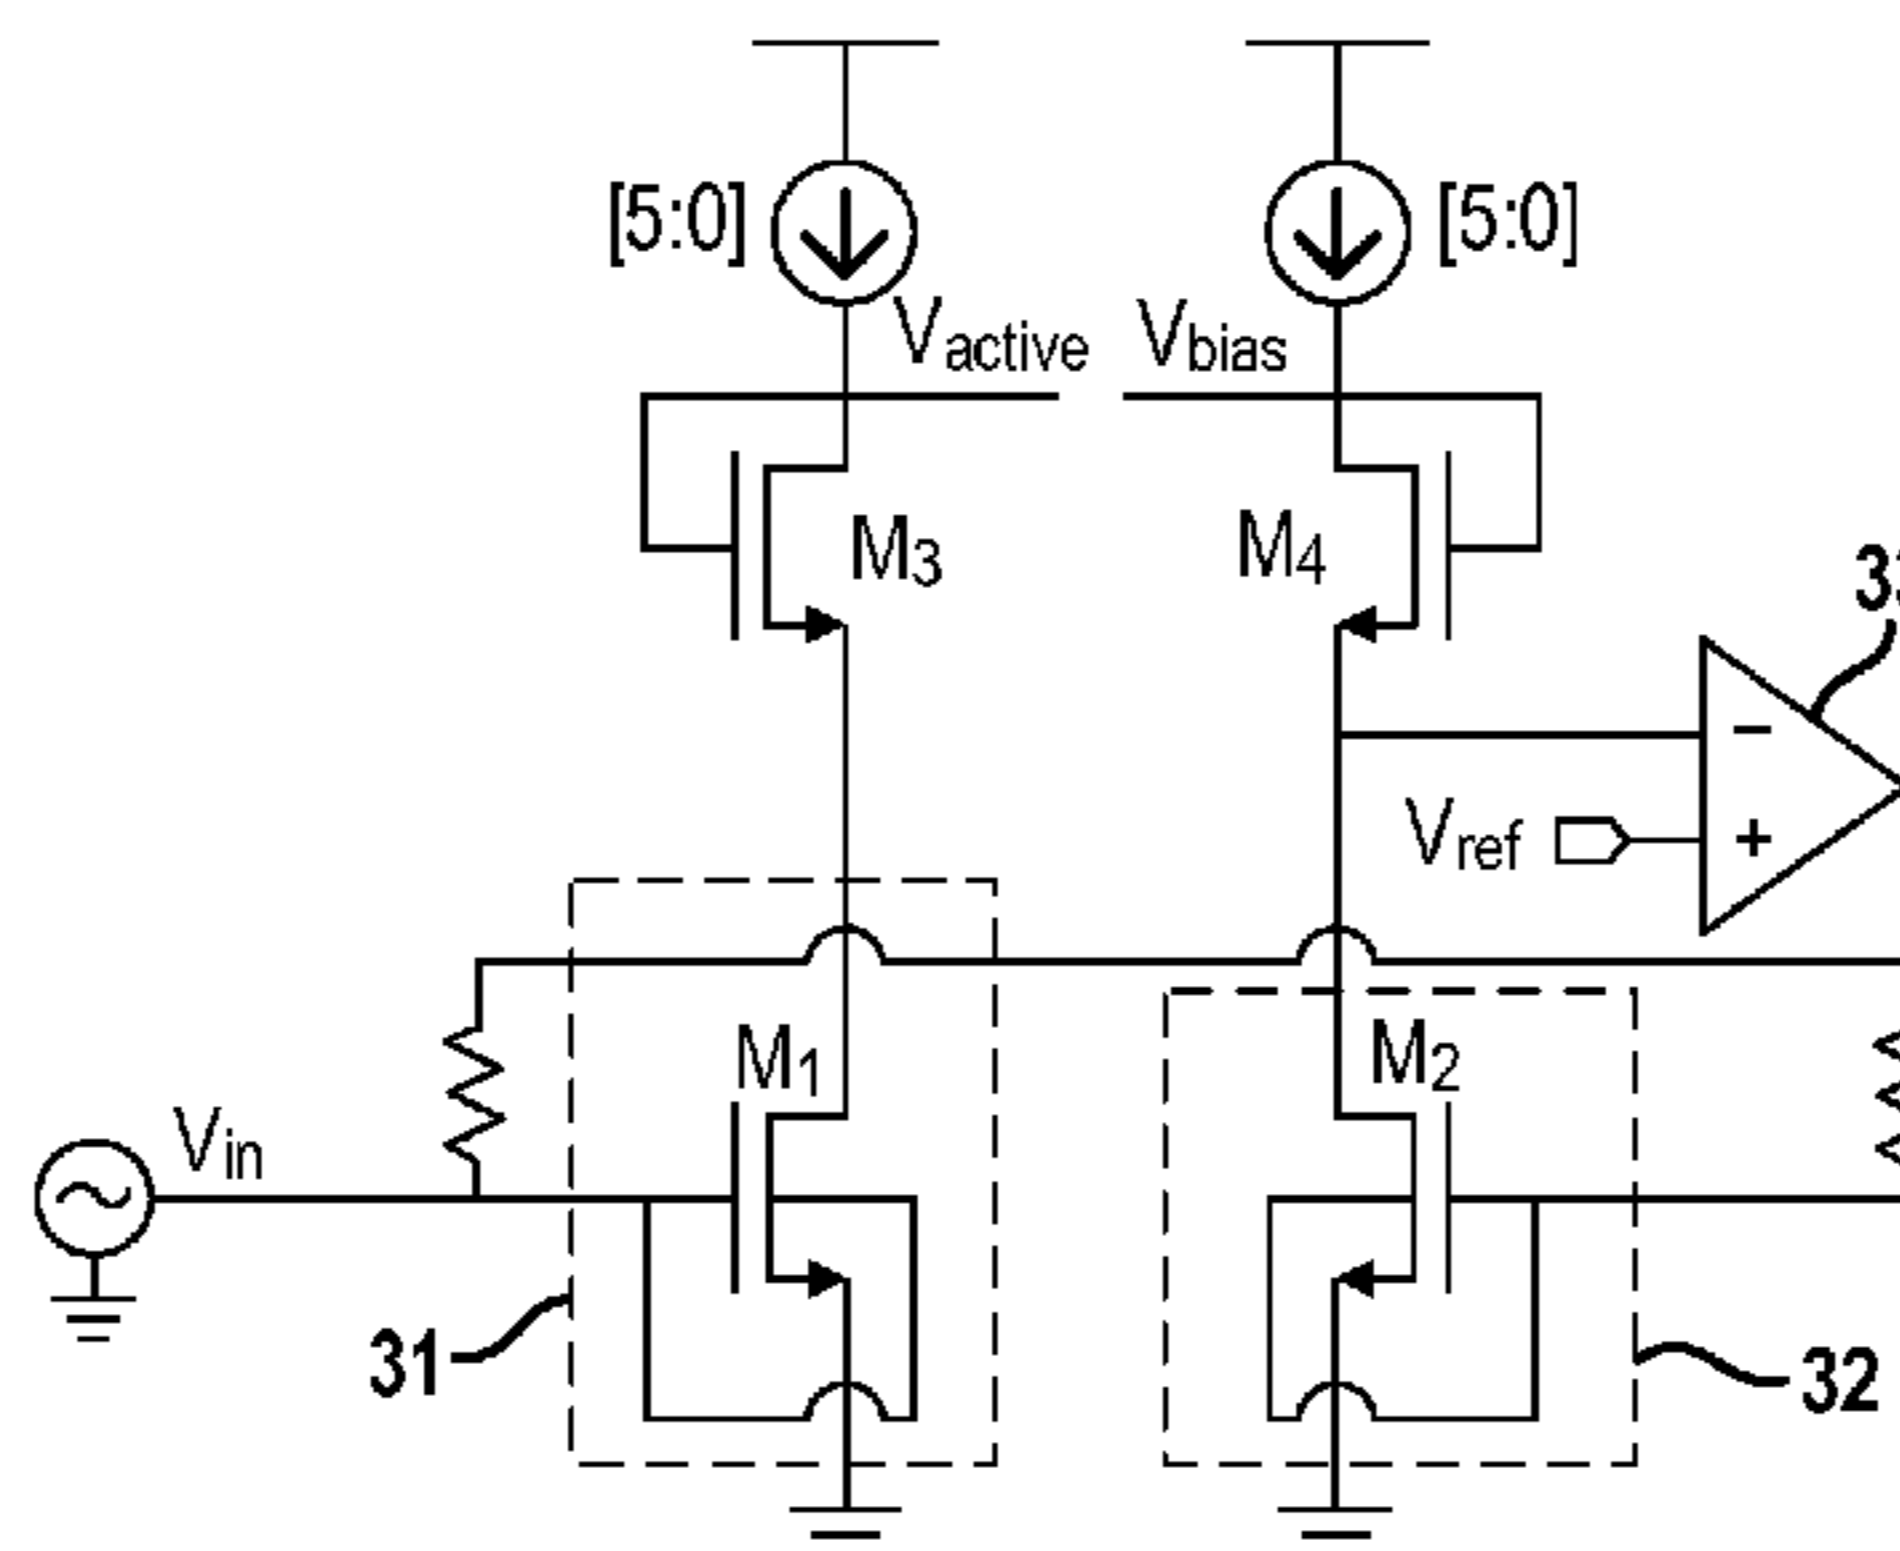 [5:0] [5:0]
Vactive Vbias
M3 M4
−
Vref +
M1 M2
Vin
31
32